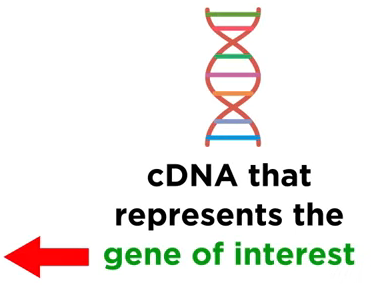 cDNA that
represents the
gene of interest